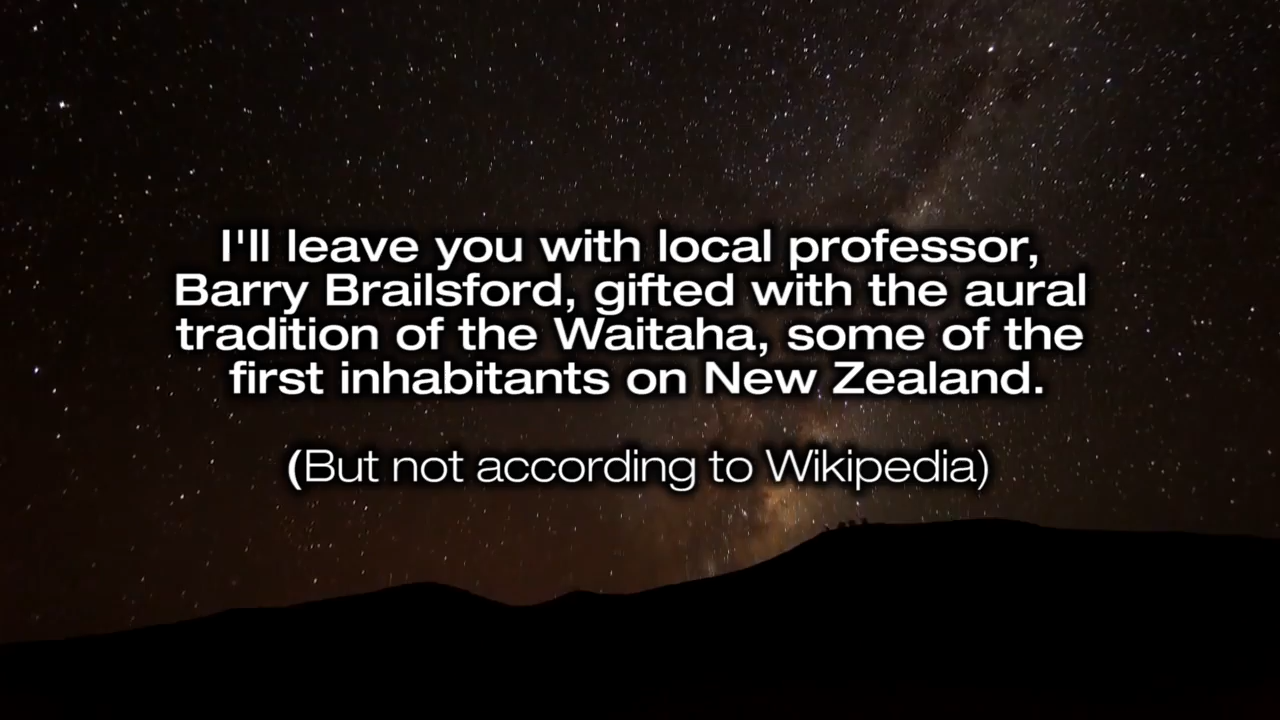 I'll leave you with local professor,
Barry Brailsford, gifted with the aural
tradition of the Waitaha, some of the
first inhabitants on New Zealand.
(But not according to Wikipedia)